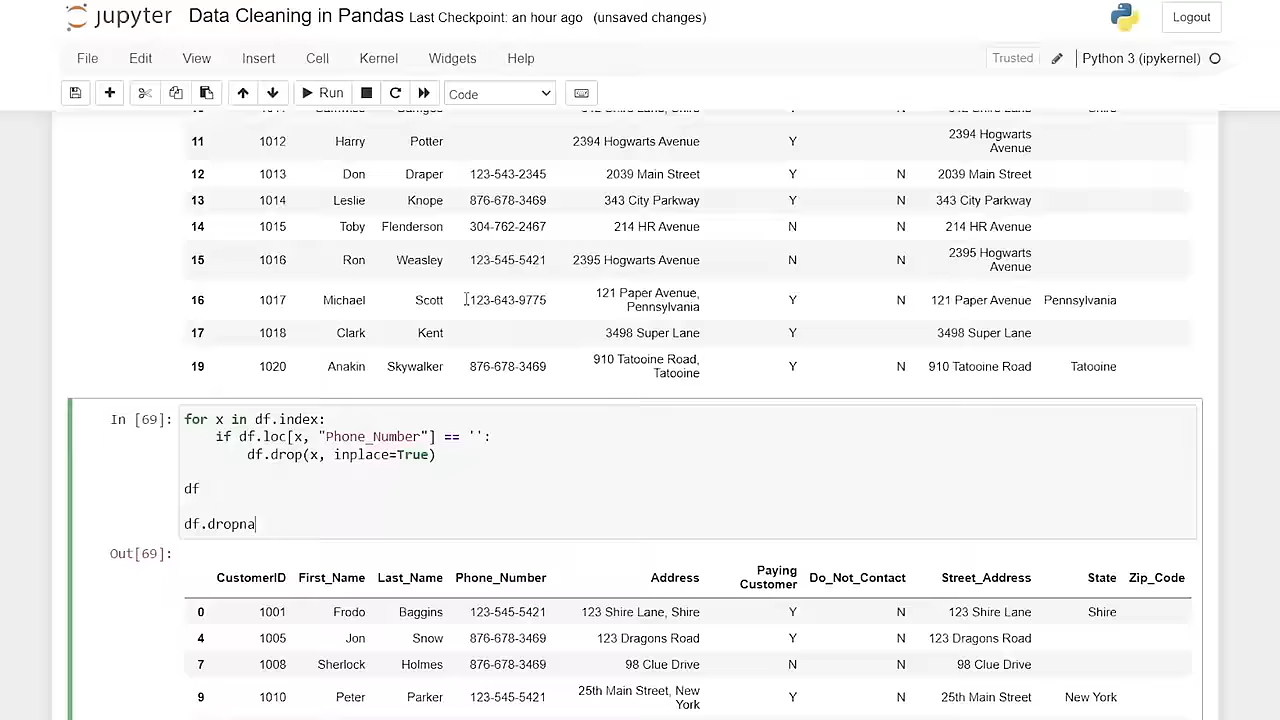 jupyter Data Cleaning in Pandas Last Checkpoint: an hour ago (unsaved changes) Logout
File Edit View Insert Cell Kernel Widgets Help Trusted Python 3 (ipykernel)
Run Code
11 1012 Harry Potter 2394 Hogwarts Avenue Y 2394 Hogwarts Avenue
12 1013 Don Draper 123-543-2345 2039 Main Street Y N 2039 Main Street
13 1014 Leslie Knope 876-678-3469 343 City Parkway Y N 343 City Parkway
14 1015 Toby Flenderson 304-762-2467 214 HR Avenue N N 214 HR Avenue
15 1016 Ron Weasley 123-545-5421 2395 Hogwarts Avenue N N 2395 Hogwarts Avenue
16 1017 Michael Scott 123-643-9775 121 Paper Avenue, Pennsylvania Y N 121 Paper Avenue Pennsylvania
17 1018 Clark Kent 3498 Super Lane Y 3498 Super Lane
19 1020 Anakin Skywalker 876-678-3469 910 Tatooine Road, Tatooine Y N 910 Tatooine Road Tatooine
In [69]: for x in df.index:
if df.loc[x, "Phone_Number"] == '':
df.drop(x, inplace=True)
df
df.dropna
Out[69]:
CustomerID First_Name Last_Name Phone_Number Address Paying Customer Do_Not_Contact Street_Address State Zip_Code
0 1001 Frodo Baggins 123-545-5421 123 Shire Lane, Shire Y N 123 Shire Lane Shire
4 1005 Jon Snow 876-678-3469 123 Dragons Road Y N 123 Dragons Road
7 1008 Sherlock Holmes 876-678-3469 98 Clue Drive N N 98 Clue Drive
9 1010 Peter Parker 123-545-5421 25th Main Street, New York Y N 25th Main Street New York